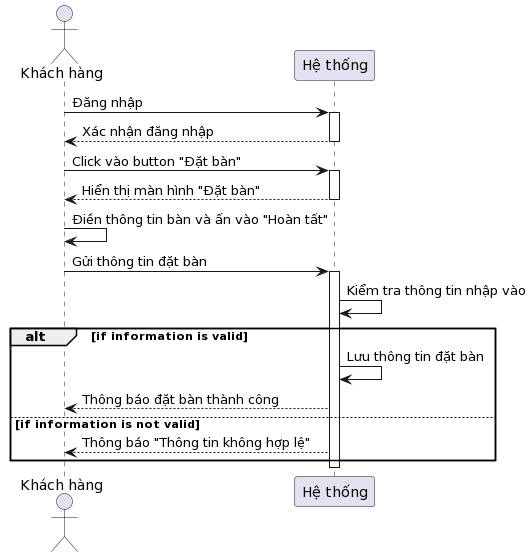 Khách hàng
Hệ thống
Đăng nhập
Xác nhận đăng nhập
Click vào button "Đặt bàn"
Hiển thị màn hình "Đặt bàn"
Điền thông tin bàn và ấn vào "Hoàn tất"
Gửi thông tin đặt bàn
Kiểm tra thông tin nhập vào
alt [if information is valid]
Lưu thông tin đặt bàn
Thông báo đặt bàn thành công
[if information is not valid]
Thông báo "Thông tin không hợp lệ"
Khách hàng
Hệ thống